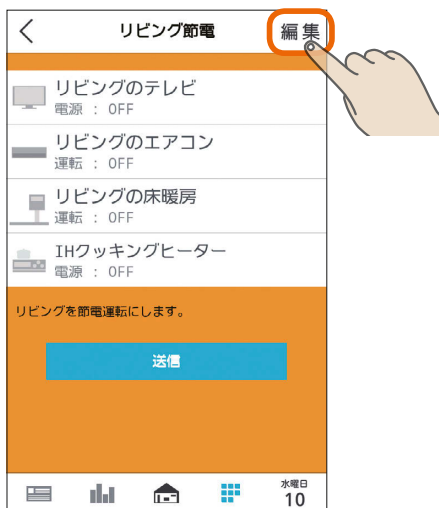 リビング節電
編集
リビングのテレビ
電源 : OFF
リビングのエアコン
運転 : OFF
リビングの床暖房
運転 : OFF
IHクッキングヒーター
電源 : OFF
リビングを節電運転にします。
送信
水曜日
10